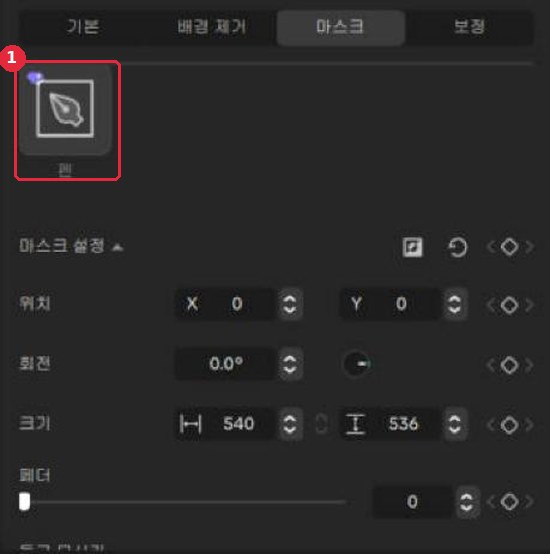 기본 배경 제거 마스크 보정
1
펜
마스크 설정
위치 X 0 Y 0
회전 0.0°
크기 540 536
페더
0